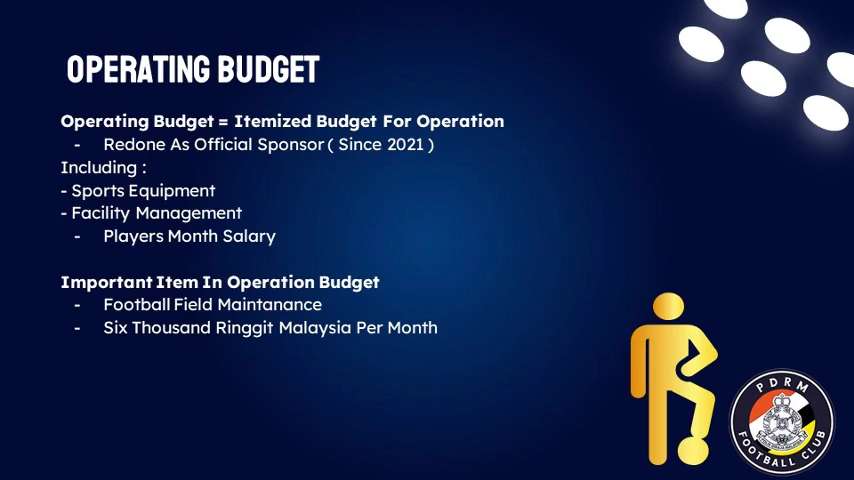 OPERATING BUDGET
Operating Budget = Itemized Budget For Operation
- Redone As Official Sponsor ( Since 2021 )
Including :
- Sports Equipment
- Facility Management
- Players Month Salary
Important Item In Operation Budget
- Football Field Maintanance
- Six Thousand Ringgit Malaysia Per Month
PDRM
FOOTBALL CLUB